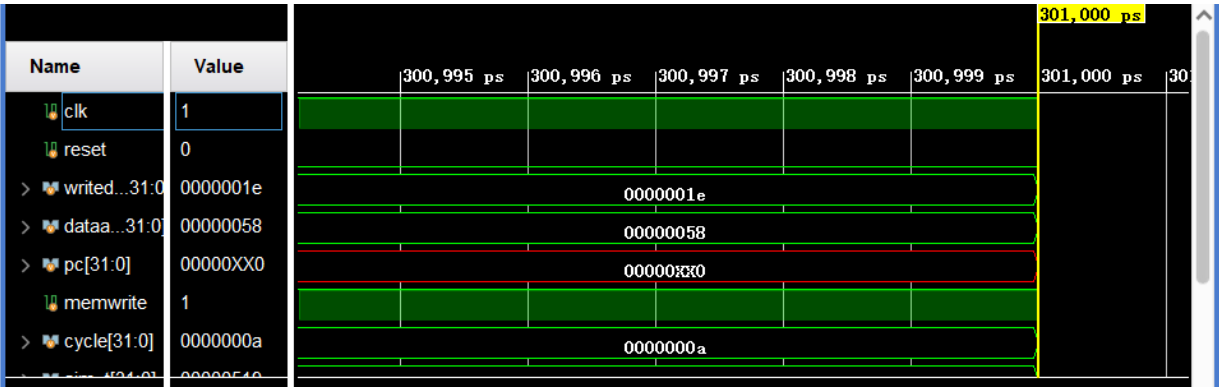 301,000 ps
Name Value
300,995 ps 300,996 ps 300,997 ps 300,998 ps 300,999 ps 301,000 ps 30
clk 1
reset 0
writed...31:0 0000001e 0000001e
dataa...31:0] 00000058 00000058
pc[31:0] 00000XX0 00000XX0
memwrite 1
cycle[31:0] 0000000a 0000000a